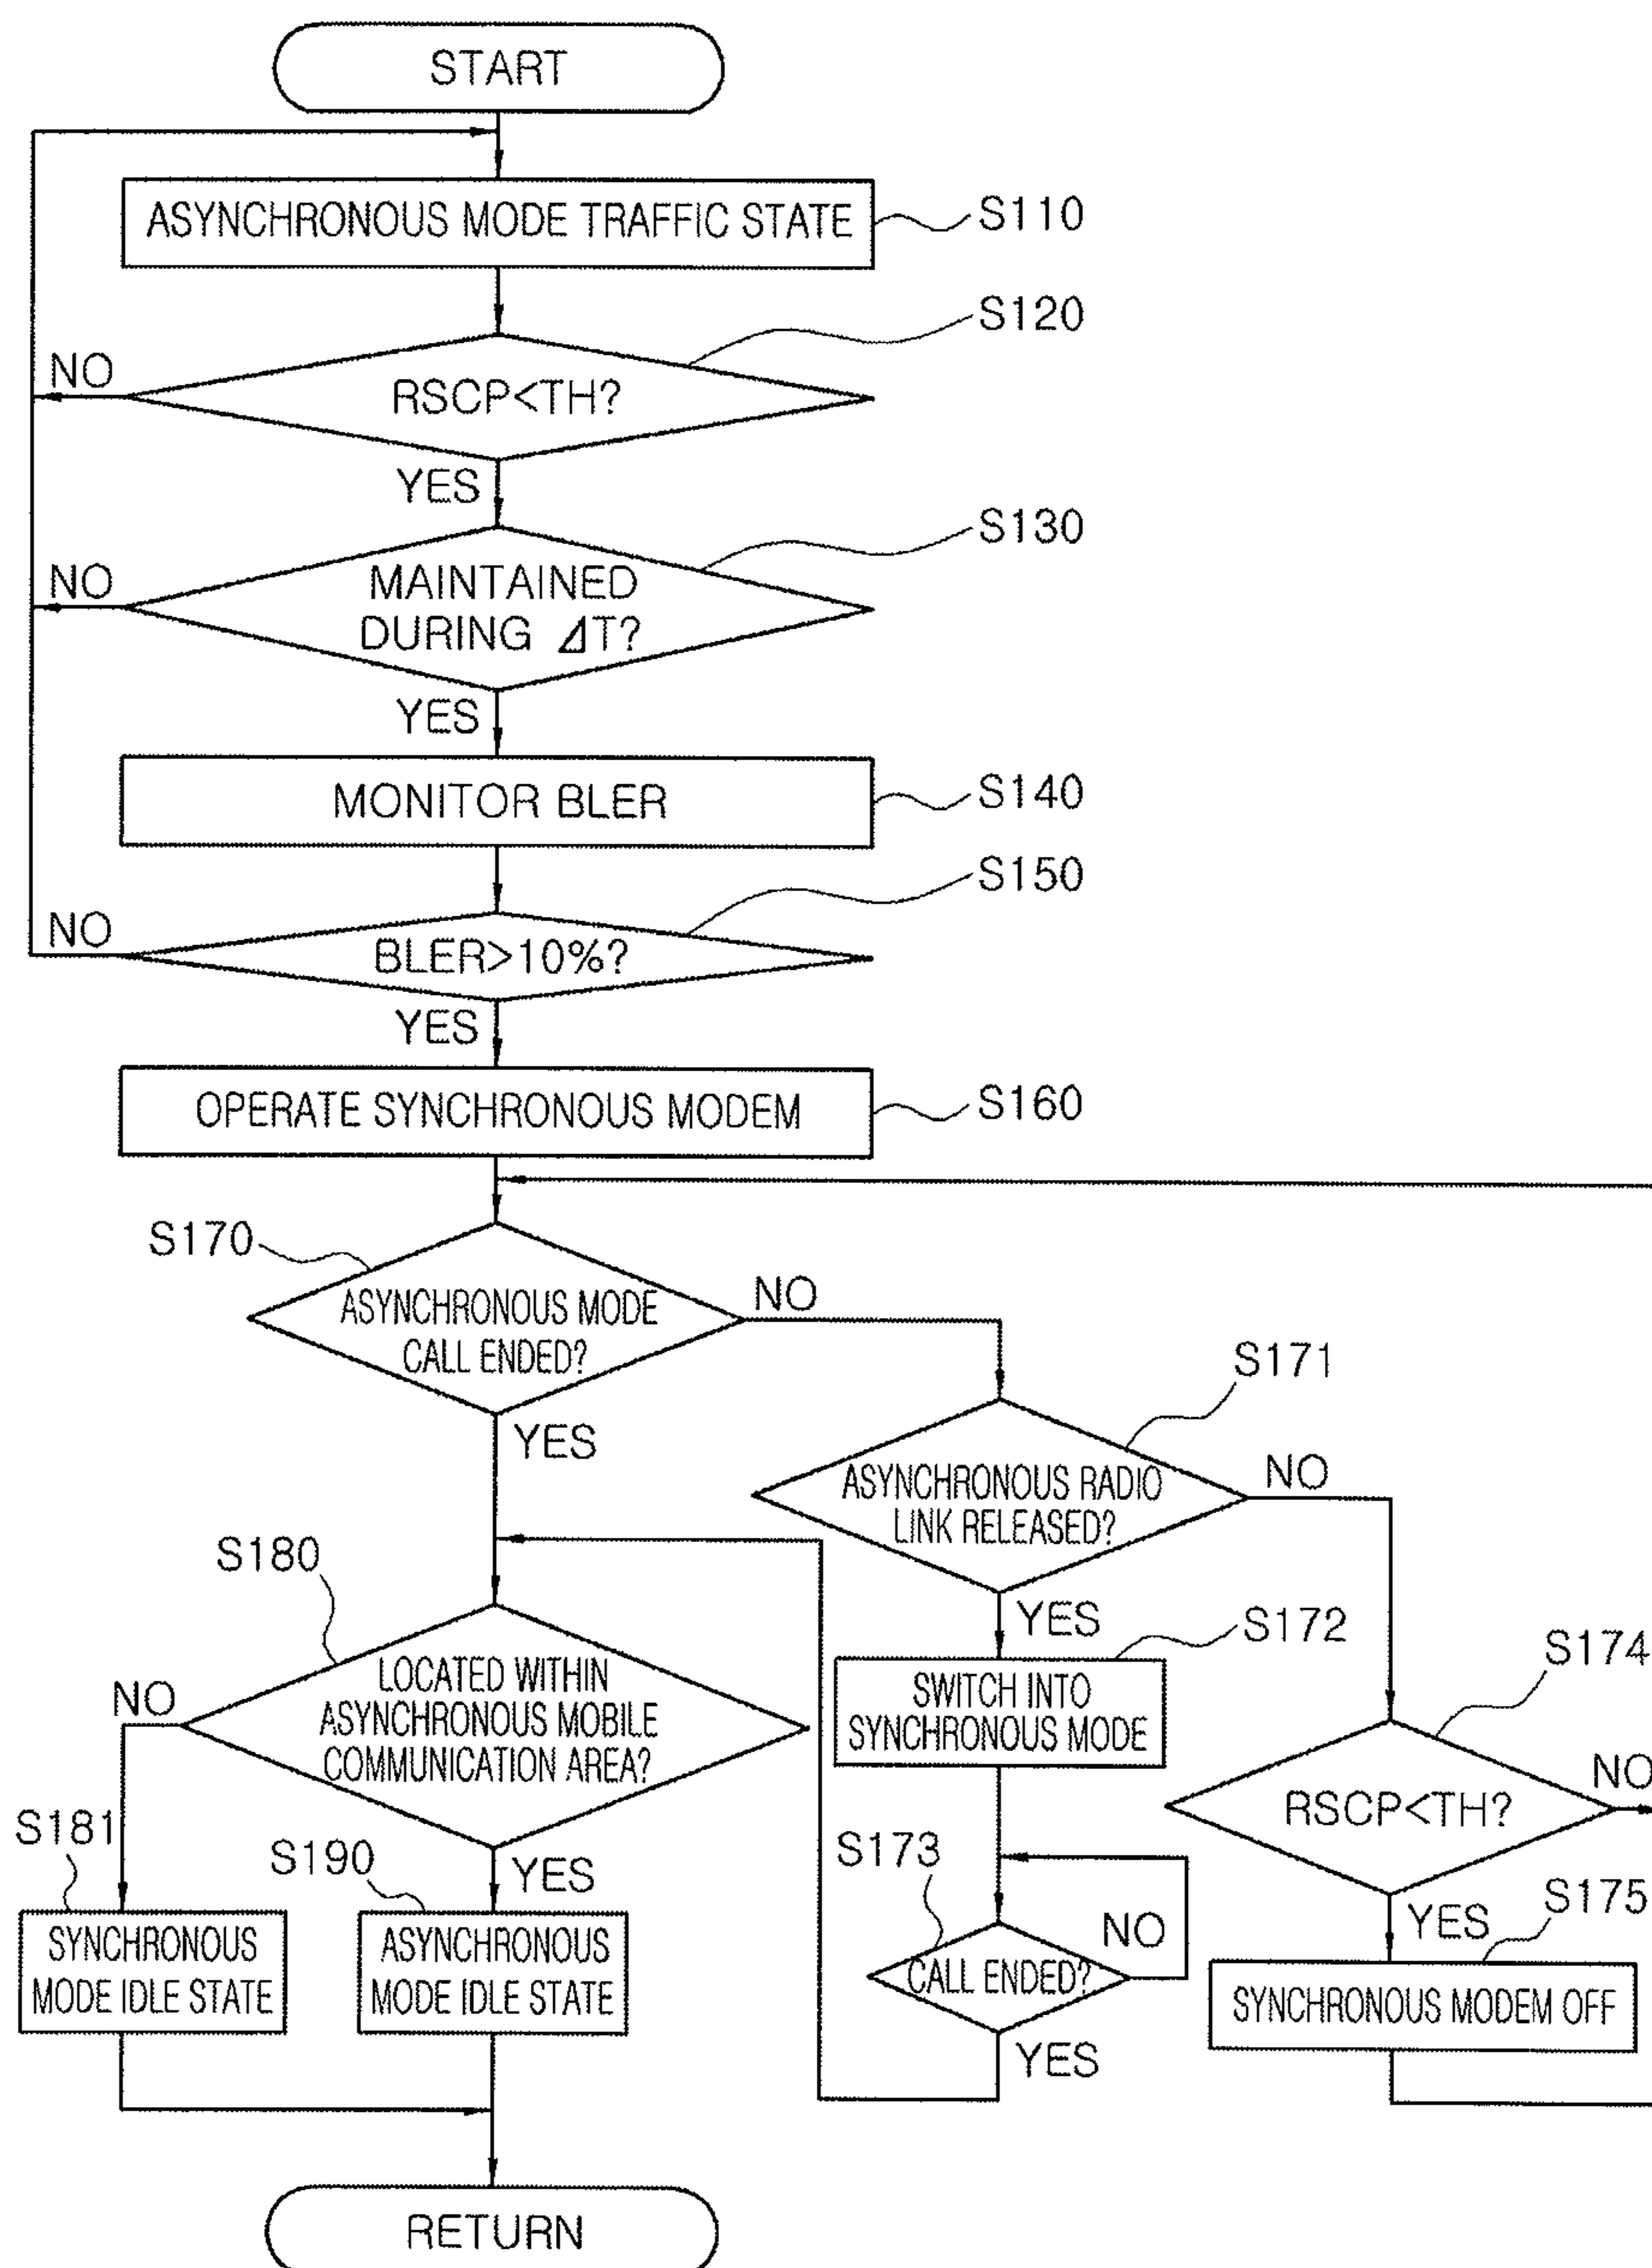 START
ASYNCHRONOUS MODE TRAFFIC STATE
S110
S120
NO
RSCP<TH?
YES
S130
NO
MAINTAINED
DURING ⊿T?
YES
MONITOR BLER
S140
S150
NO
BLER>10%?
YES
OPERATE SYNCHRONOUS MODEM
S160
S170
ASYNCHRONOUS MODE
CALL ENDED?
NO
YES
S171
ASYNCHRONOUS RADIO
LINK RELEASED?
NO
YES
S172
SWITCH INTO
SYNCHRONOUS MODE
S173
CALL ENDED?
NO
YES
S174
RSCP<TH?
NO
YES
S175
SYNCHRONOUS MODEM OFF
S180
LOCATED WITHIN
ASYNCHRONOUS MOBILE
COMMUNICATION AREA?
NO
YES
S181
SYNCHRONOUS
MODE IDLE STATE
S190
ASYNCHRONOUS
MODE IDLE STATE
RETURN